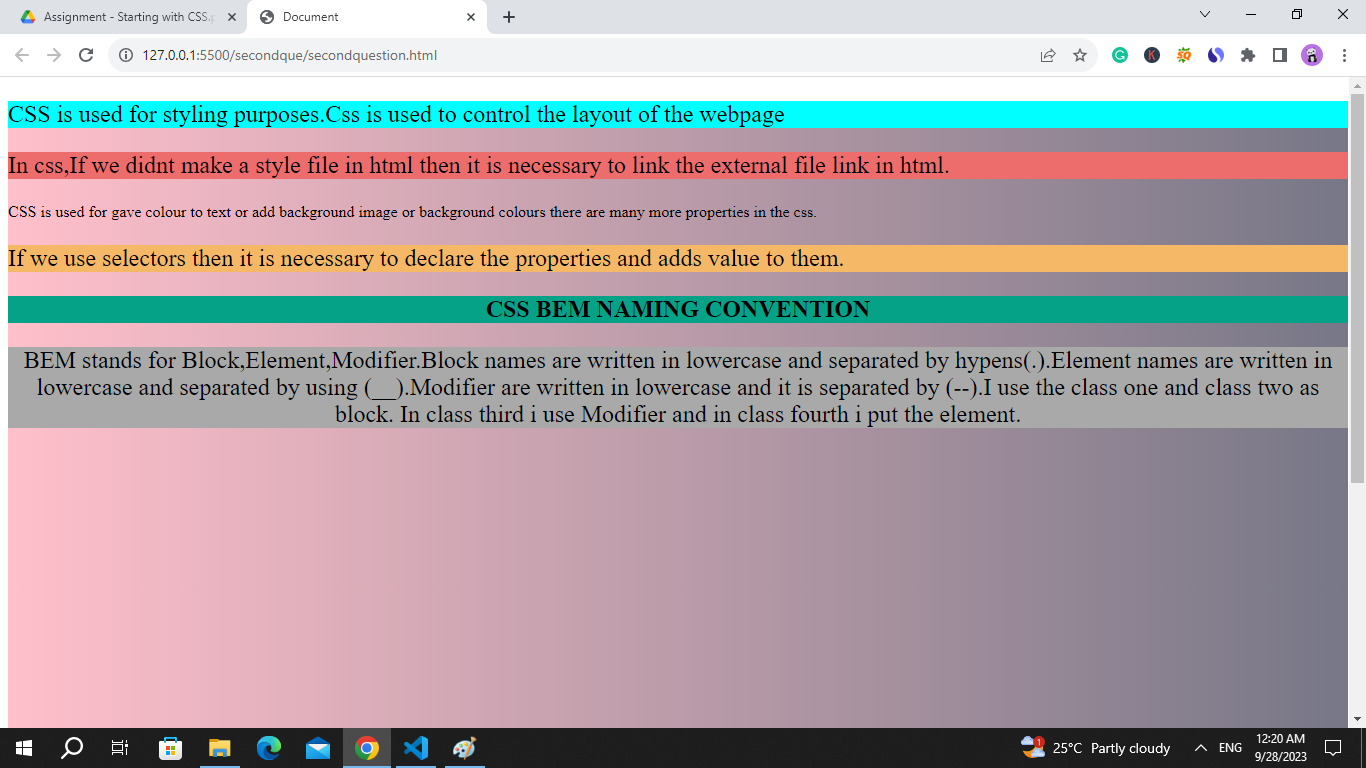 Assignment - Starting with CSS.p
Document
127.0.0.1:5500/secondque/secondquestion.html
CSS is used for styling purposes.Css is used to control the layout of the webpage
In css,If we didnt make a style file in html then it is necessary to link the external file link in html.
CSS is used for gave colour to text or add background image or background colours there are many more properties in the css.
If we use selectors then it is necessary to declare the properties and adds value to them.
CSS BEM NAMING CONVENTION
BEM stands for Block,Element,Modifier.Block names are written in lowercase and separated by hypens(.).Element names are written in
lowercase and separated by using (__).Modifier are written in lowercase and it is separated by (--).I use the class one and class two as
block. In class third i use Modifier and in class fourth i put the element.
1
25°C Partly cloudy
ENG
12:20 AM
9/28/2023